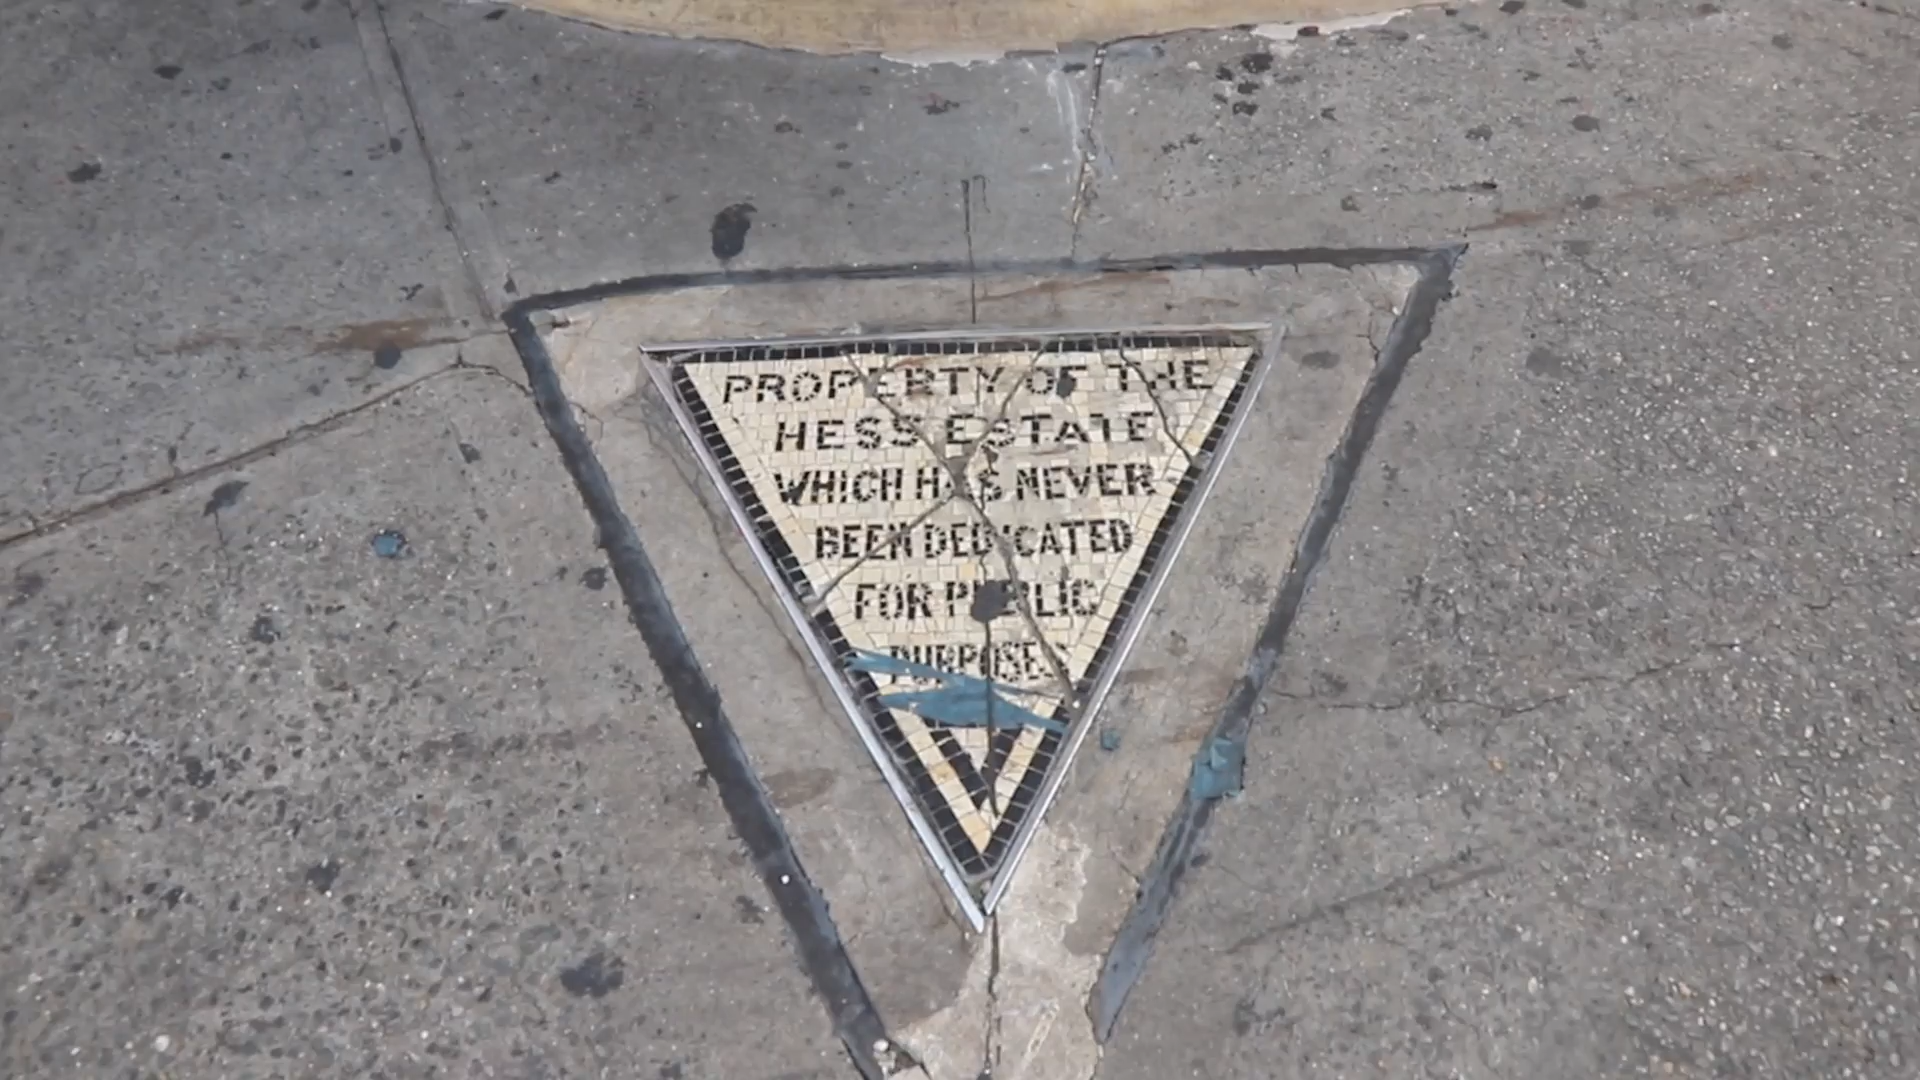 PROPERTY OF THE
HESS ESTATE
WHICH HAS NEVER
BEEN DEDICATED
FOR PUBLIC
PURPOSES